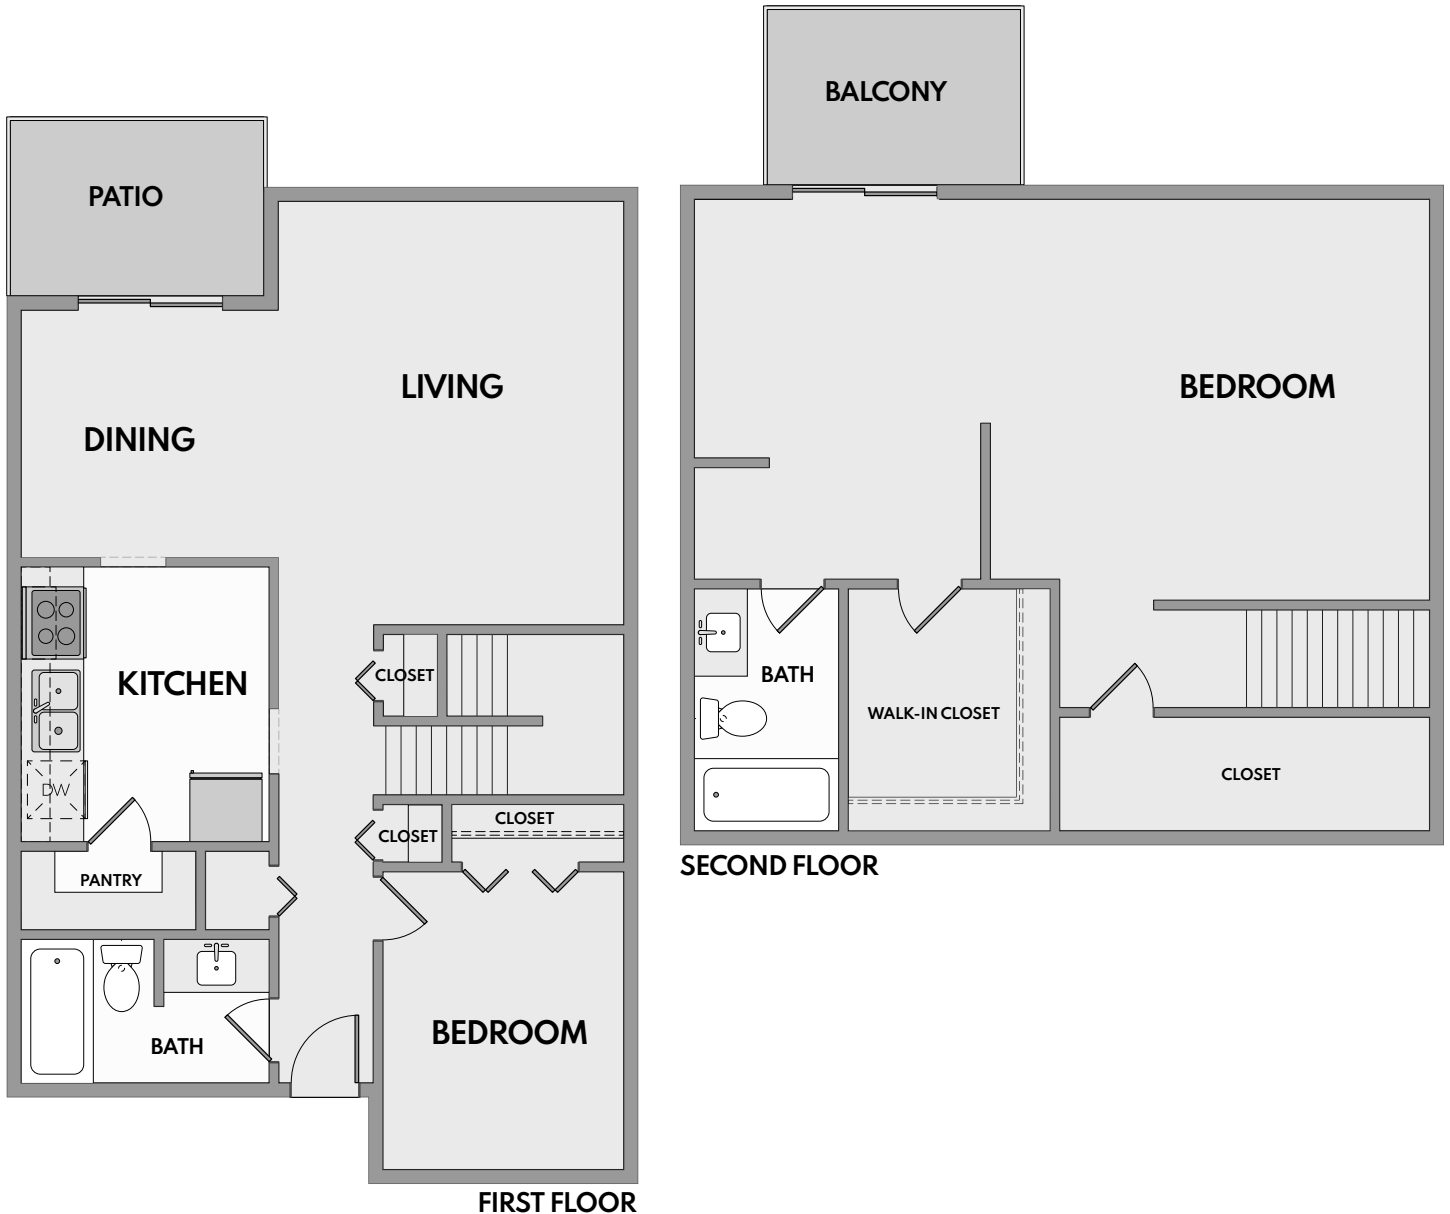 BALCONY
PATIO
LIVING
BEDROOM
DINING
KITCHEN
CLOSET
BATH
WALK-IN CLOSET
DW
CLOSET
CLOSET
CLOSET
PANTRY
SECOND FLOOR
BATH
BEDROOM
FIRST FLOOR